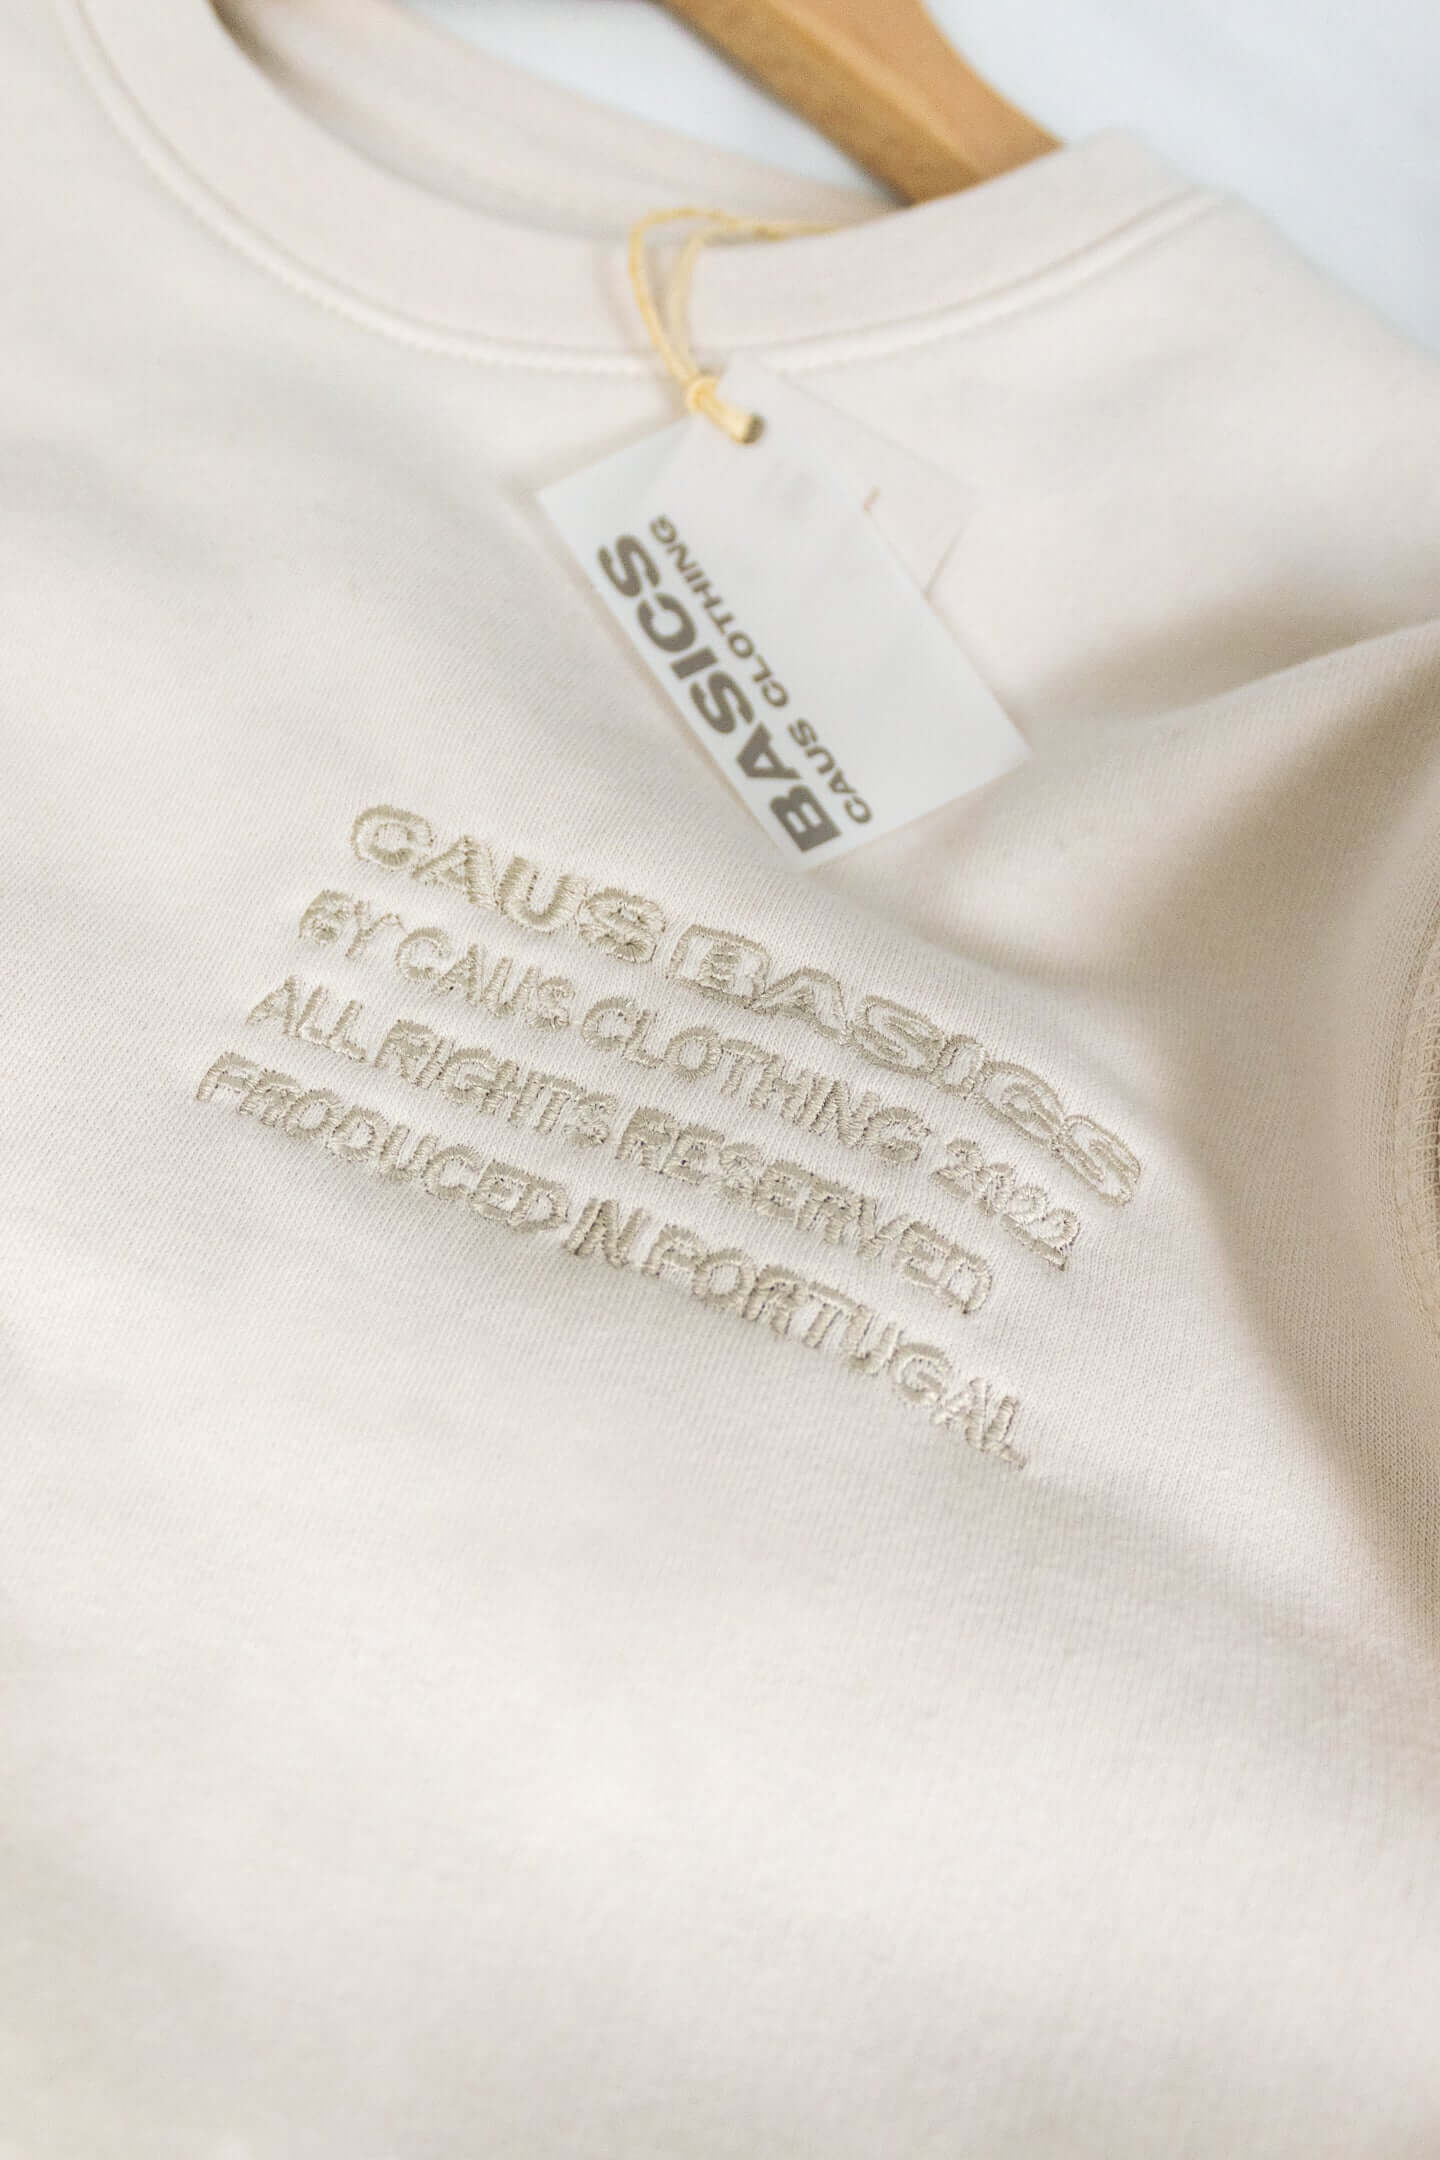 BASICS
CAUS CLOTHING
CAUS BASICS
BY CAUS CLOTHING 2022
ALL RIGHTS RESERVED
PRODUCED IN PORTUGAL